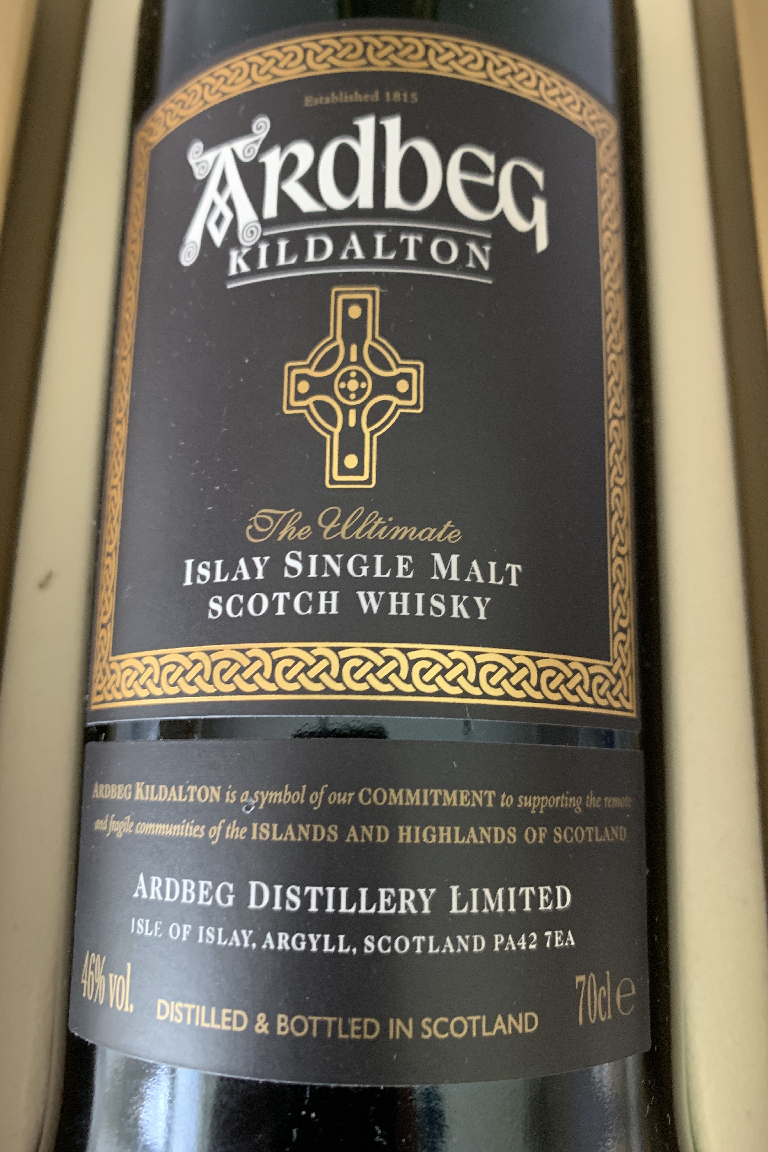 Established 1815
ARdbEG
KILDALTON
The Ultimate
ISLAY SINGLE MALT
SCOTCH WHISKY
ARDBEG KILDALTON is a symbol of our COMMITMENT to supporting the remote
and fragile communities of the ISLANDS AND HIGHLANDS OF SCOTLAND
ARDBEG DISTILLERY LIMITED
ISLE OF ISLAY, ARGYLL, SCOTLAND PA42 7EA
46% vol.
DISTILLED & BOTTLED IN SCOTLAND
70cl e